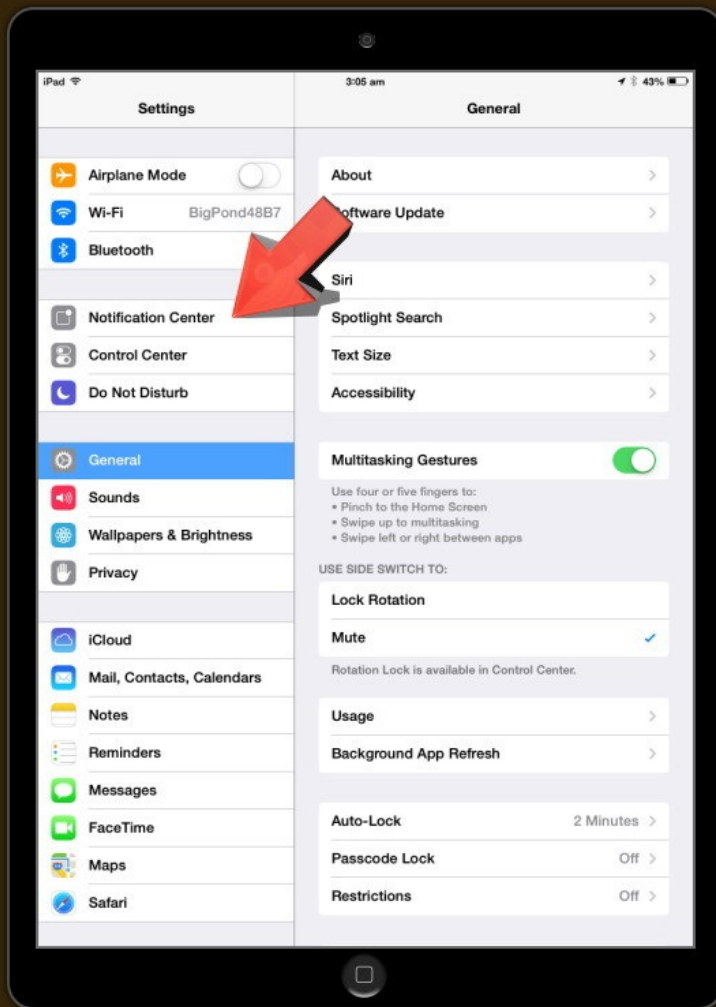 iPad 3:05 am 43%
Settings
Airplane Mode
Wi-Fi BigPond48B7
Bluetooth
Notification Center
Control Center
Do Not Disturb
General
Sounds
Wallpapers & Brightness
Privacy
iCloud
Mail, Contacts, Calendars
Notes
Reminders
Messages
FaceTime
Maps
Safari
General
About
Software Update
Siri
Spotlight Search
Text Size
Accessibility
Multitasking Gestures
Use four or five fingers to:
• Pinch to the Home Screen
• Swipe up to multitasking
• Swipe left or right between apps
USE SIDE SWITCH TO:
Lock Rotation
Mute
Rotation Lock is available in Control Center.
Usage
Background App Refresh
Auto-Lock 2 Minutes
Passcode Lock Off
Restrictions Off